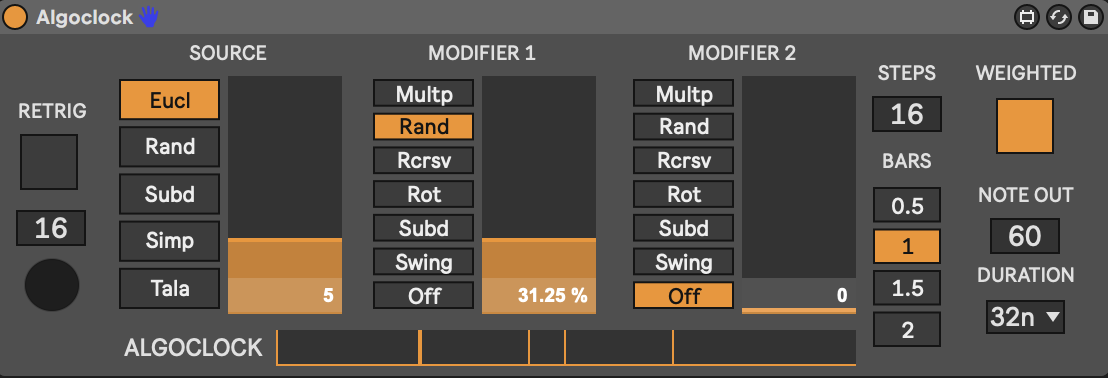 Algoclock
SOURCE
MODIFIER 1
MODIFIER 2
STEPS
WEIGHTED
RETRIG
16
Eucl
Rand
Subd
Simp
Tala
5
Multp
Rand
Rcrsv
Rot
Subd
Swing
Off
31.25 %
Multp
Rand
Rcrsv
Rot
Subd
Swing
Off
0
16
BARS
0.5
1
1.5
2
NOTE OUT
60
DURATION
32n
ALGOCLOCK